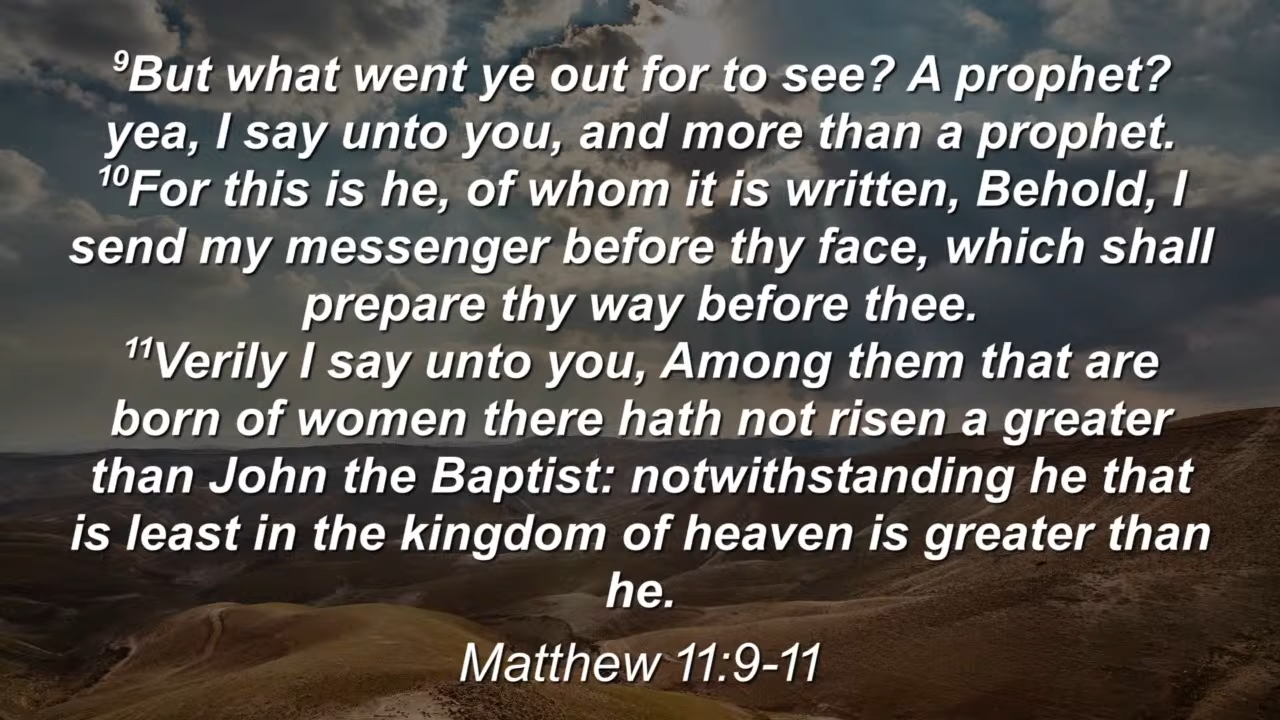 ⁹But what went ye out for to see? A prophet?
yea, I say unto you, and more than a prophet.
¹⁰For this is he, of whom it is written, Behold, I
send my messenger before thy face, which shall
prepare thy way before thee.
¹¹Verily I say unto you, Among them that are
born of women there hath not risen a greater
than John the Baptist: notwithstanding he that
is least in the kingdom of heaven is greater than
he.
Matthew 11:9-11